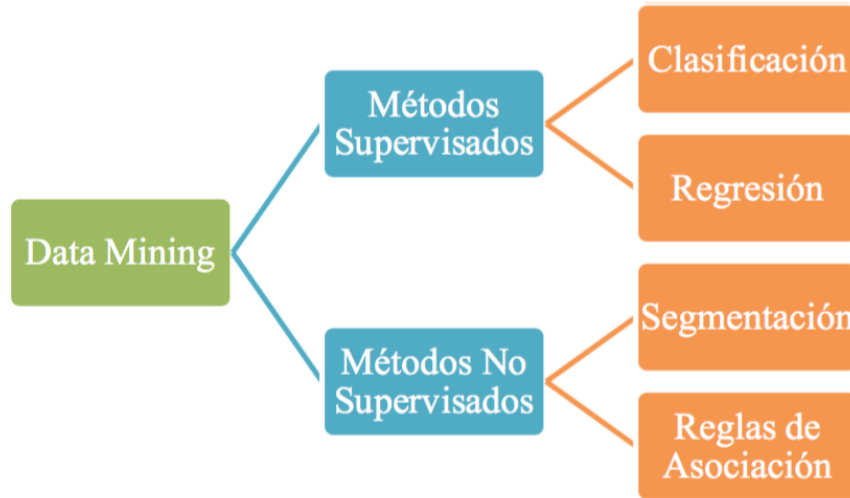 Data Mining
Métodos
Supervisados
Métodos No
Supervisados
Clasificación
Regresión
Segmentación
Reglas de
Asociación